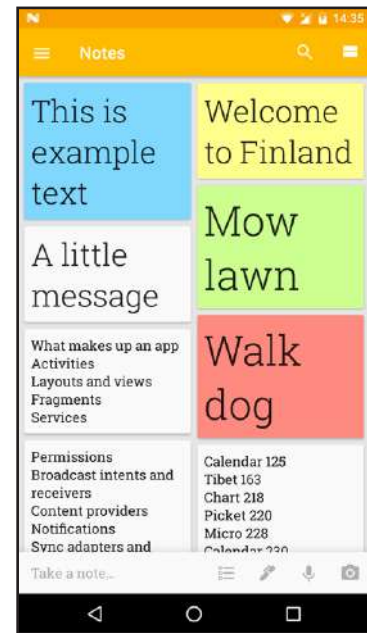 14:35
Notes
This is
example
text
A little
message
What makes up an app
Activities
Layouts and views
Fragments
Services
Permissions
Broadcast intents and
receivers
Content providers
Notifications
Sync adapters and
Welcome
to Finland
Mow
lawn
Walk
dog
Calendar 125
Tibet 163
Chart 218
Picket 220
Micro 228
Calendar 230
Take a note...